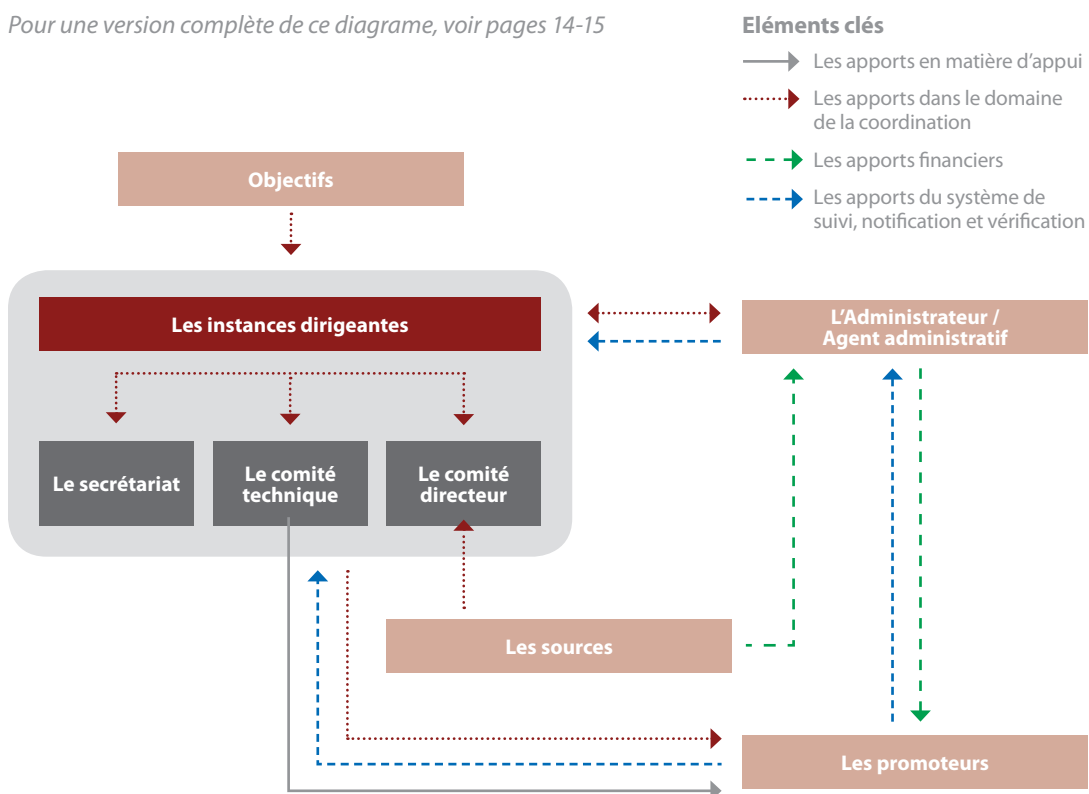 Pour une version complète de ce diagrame, voir pages 14-15
Eléments clés
Les apports en matière d'appui
Les apports dans le domaine
de la coordination
Les apports financiers
Les apports du système de
suivi, notification et vérification
Objectifs
Les instances dirigeantes
L'Administrateur /
Agent administratif
Le secrétariat
Le comité
technique
Le comité
directeur
Les sources
Les promoteurs